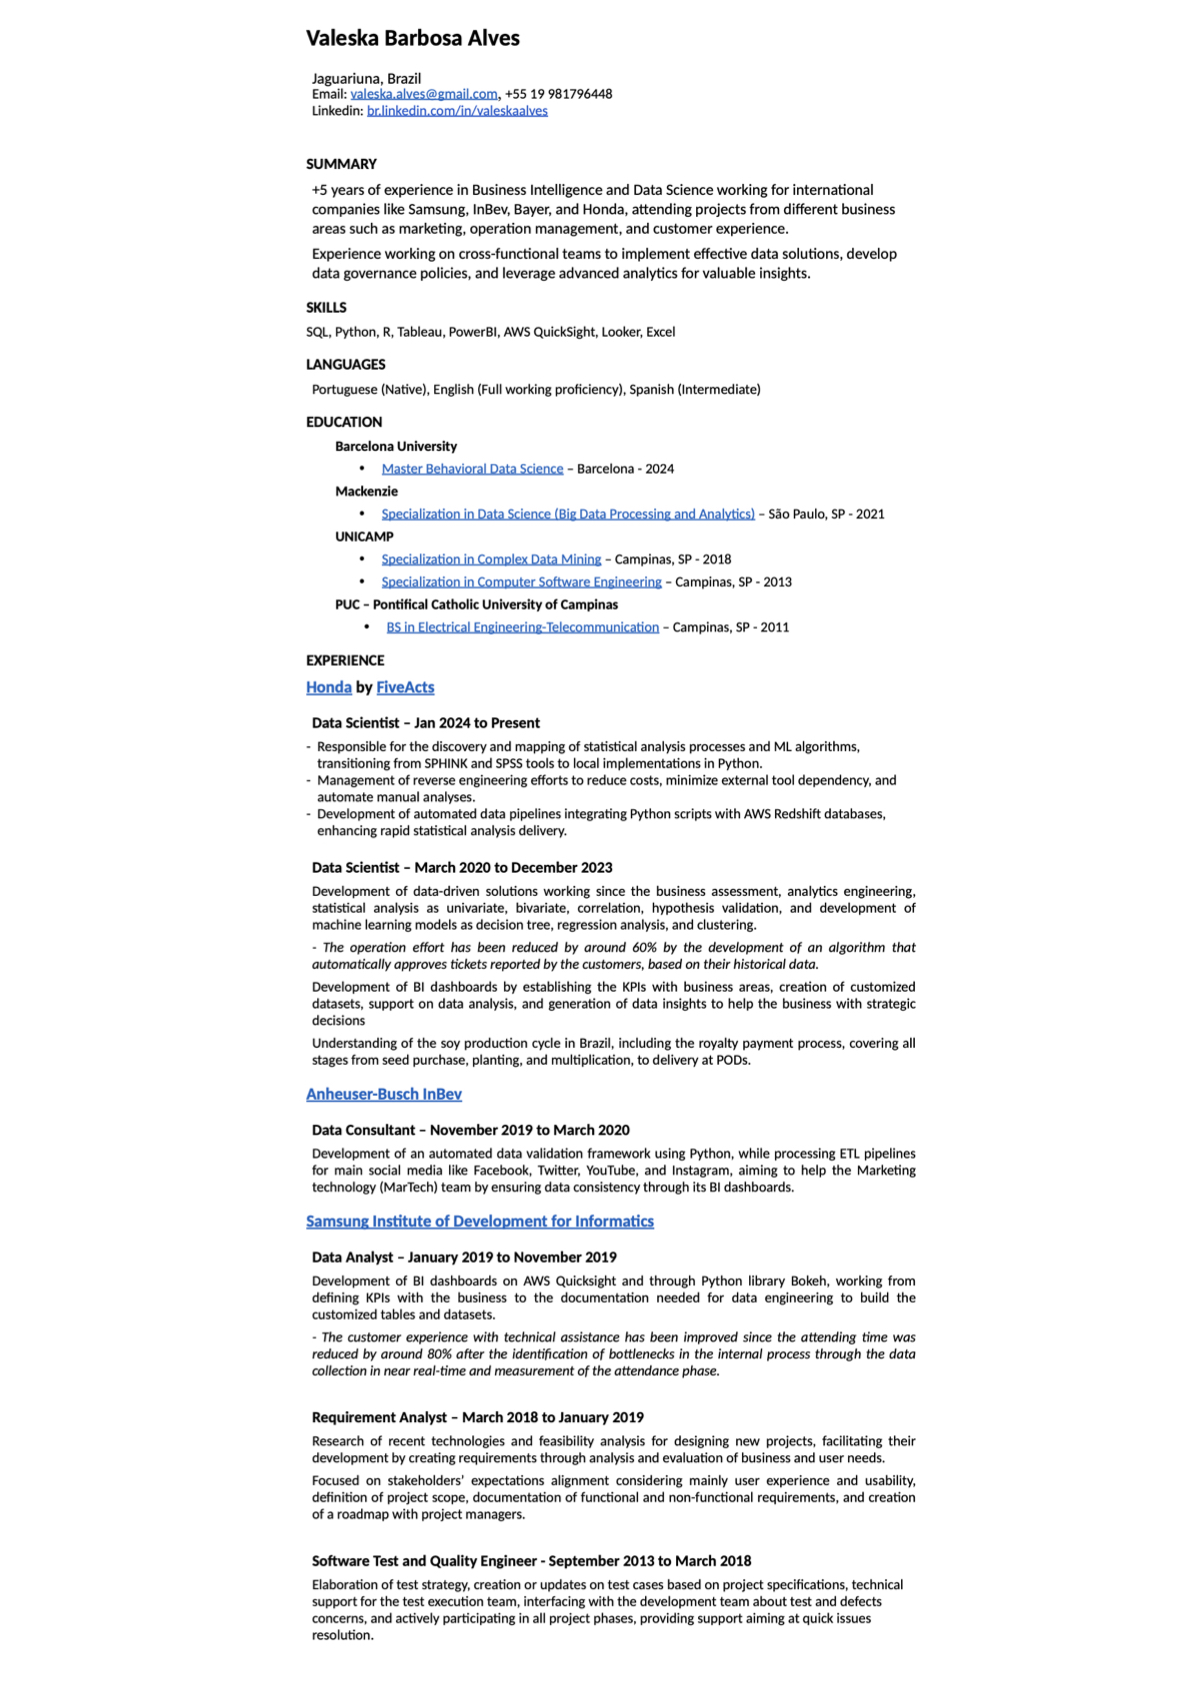 Valeska Barbosa Alves
Jaguariuna, Brazil
Email: valeska.alves@gmail.com, +55 19 981796448
Linkedin: br.linkedin.com/in/valeskaalves
SUMMARY
+5 years of experience in Business Intelligence and Data Science working for international
companies like Samsung, InBev, Bayer, and Honda, attending projects from different business
areas such as marketing, operation management, and customer experience.
Experience working on cross-functional teams to implement effective data solutions, develop
data governance policies, and leverage advanced analytics for valuable insights.
SKILLS
SQL, Python, R, Tableau, PowerBI, AWS QuickSight, Looker, Excel
LANGUAGES
Portuguese (Native), English (Full working proficiency), Spanish (Intermediate)
EDUCATION
Barcelona University
• Master Behavioral Data Science – Barcelona - 2024
Mackenzie
• Specialization in Data Science (Big Data Processing and Analytics) – São Paulo, SP - 2021
UNICAMP
• Specialization in Complex Data Mining – Campinas, SP - 2018
• Specialization in Computer Software Engineering – Campinas, SP - 2013
PUC – Pontifical Catholic University of Campinas
• BS in Electrical Engineering-Telecommunication – Campinas, SP - 2011
EXPERIENCE
Honda by FiveActs
Data Scientist – Jan 2024 to Present
- Responsible for the discovery and mapping of statistical analysis processes and ML algorithms,
transitioning from SPHINK and SPSS tools to local implementations in Python.
- Management of reverse engineering efforts to reduce costs, minimize external tool dependency, and
automate manual analyses.
- Development of automated data pipelines integrating Python scripts with AWS Redshift databases,
enhancing rapid statistical analysis delivery.
Data Scientist – March 2020 to December 2023
Development of data-driven solutions working since the business assessment, analytics engineering,
statistical analysis as univariate, bivariate, correlation, hypothesis validation, and development of
machine learning models as decision tree, regression analysis, and clustering.
- The operation effort has been reduced by around 60% by the development of an algorithm that
automatically approves tickets reported by the customers, based on their historical data.
Development of BI dashboards by establishing the KPIs with business areas, creation of customized
datasets, support on data analysis, and generation of data insights to help the business with strategic
decisions
Understanding of the soy production cycle in Brazil, including the royalty payment process, covering all
stages from seed purchase, planting, and multiplication, to delivery at PODs.
Anheuser-Busch InBev
Data Consultant – November 2019 to March 2020
Development of an automated data validation framework using Python, while processing ETL pipelines
for main social media like Facebook, Twitter, YouTube, and Instagram, aiming to help the Marketing
technology (MarTech) team by ensuring data consistency through its BI dashboards.
Samsung Institute of Development for Informatics
Data Analyst – January 2019 to November 2019
Development of BI dashboards on AWS Quicksight and through Python library Bokeh, working from
defining KPIs with the business to the documentation needed for data engineering to build the
customized tables and datasets.
- The customer experience with technical assistance has been improved since the attending time was
reduced by around 80% after the identification of bottlenecks in the internal process through the data
collection in near real-time and measurement of the attendance phase.
Requirement Analyst – March 2018 to January 2019
Research of recent technologies and feasibility analysis for designing new projects, facilitating their
development by creating requirements through analysis and evaluation of business and user needs.
Focused on stakeholders' expectations alignment considering mainly user experience and usability,
definition of project scope, documentation of functional and non-functional requirements, and creation
of a roadmap with project managers.
Software Test and Quality Engineer - September 2013 to March 2018
Elaboration of test strategy, creation or updates on test cases based on project specifications, technical
support for the test execution team, interfacing with the development team about test and defects
concerns, and actively participating in all project phases, providing support aiming at quick issues
resolution.